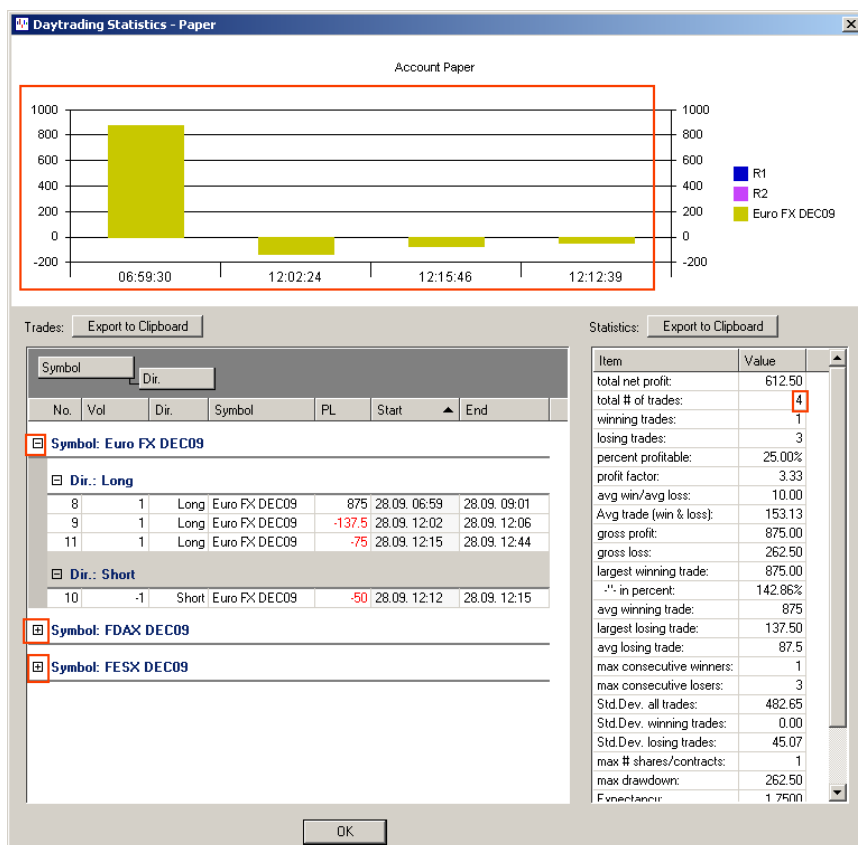 Daytrading Statistics - Paper
Account Paper
1000 1000
800 800
600 600
400 400
200 200
0 0
-200 -200
06:59:30 12:02:24 12:15:46 12:12:39
R1
R2
Euro FX DEC09
Trades: Export to Clipboard
Symbol
Dir.
No. Vol Dir. Symbol PL Start End
Symbol: Euro FX DEC09
Dir.: Long
8 1 Long Euro FX DEC09 875 28.09. 06:59 28.09. 09:01
9 1 Long Euro FX DEC09 -137.5 28.09. 12:02 28.09. 12:06
11 1 Long Euro FX DEC09 -75 28.09. 12:15 28.09. 12:44
Dir.: Short
10 -1 Short Euro FX DEC09 -50 28.09. 12:12 28.09. 12:15
Symbol: FDAX DEC09
Symbol: FESX DEC09
Statistics: Export to Clipboard
Item Value
total net profit: 612.50
total # of trades: 4
winning trades: 1
losing trades: 3
percent profitable: 25.00%
profit factor: 3.33
avg win/avg loss: 10.00
Avg trade (win & loss): 153.13
gross profit: 875.00
gross loss: 262.50
largest winning trade: 875.00
-"- in percent: 142.86%
avg winning trade: 875
largest losing trade: 137.50
avg losing trade: 87.5
max consecutive winners: 1
max consecutive losers: 3
Std.Dev. all trades: 482.65
Std.Dev. winning trades: 0.00
Std.Dev. losing trades: 45.07
max # shares/contracts: 1
max drawdown: 262.50
Expectancy: 1.7500
OK